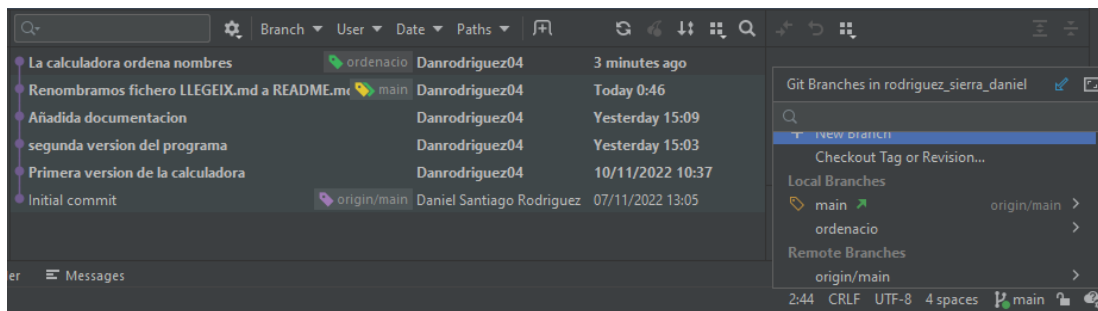 Branch User Date Paths
La calculadora ordena nombres ordenacio Danrodriguez04 3 minutes ago
Renombramos fichero LLEGEIX.md a README.md main Danrodriguez04 Today 0:46
Añadida documentacion Danrodriguez04 Yesterday 15:09
segunda version del programa Danrodriguez04 Yesterday 15:03
Primera version de la calculadora Danrodriguez04 10/11/2022 10:37
Initial commit origin/main Daniel Santiago Rodriguez 07/11/2022 13:05
er Messages
Git Branches in rodriguez_sierra_daniel
+ New Branch
Checkout Tag or Revision...
Local Branches
main origin/main
ordenacio
Remote Branches
origin/main
2:44 CRLF UTF-8 4 spaces main